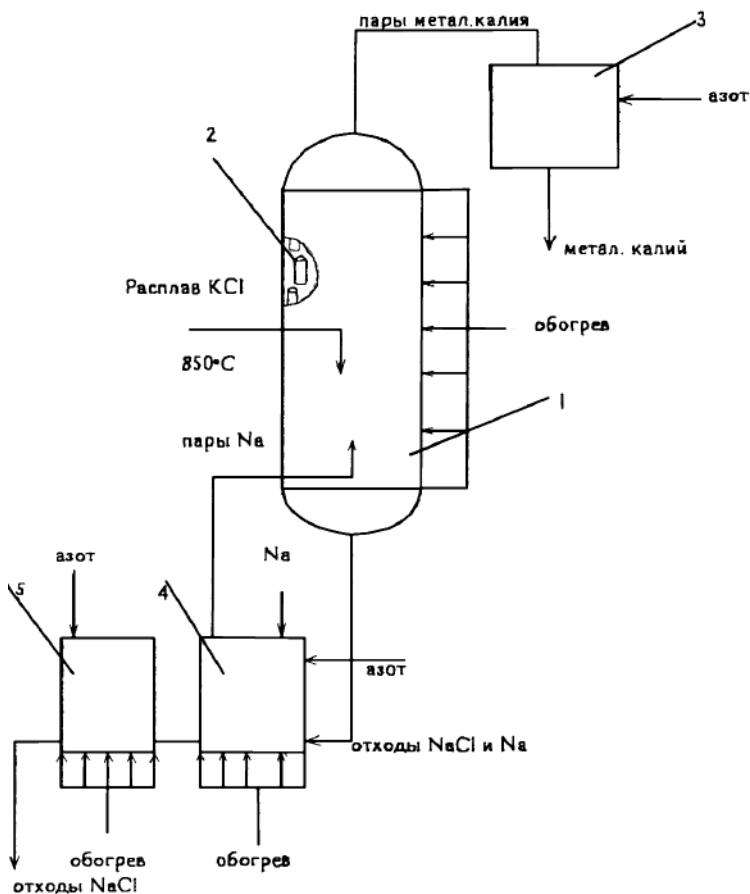 пары метал.калия
3
азот
2
метал. калий
Расплав KCl
обогрев
850°C
1
пары Na
азот
Na
5
4
азот
отходы NaCl и Na
обогрев
обогрев
отходы NaCl